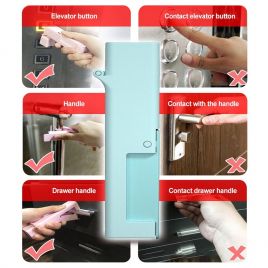 Elevator button
Contact elevator button
Handle
Contact with the handle
Drawer handle
Contact drawer handle